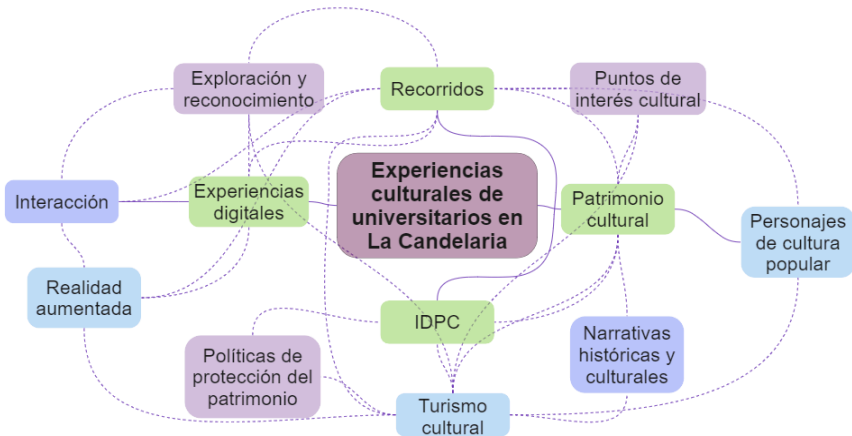 Exploración y
reconocimiento
Recorridos
Puntos de
interés cultural
Interacción
Experiencias
digitales
Experiencias
culturales de
universitarios en
La Candelaria
Patrimonio
cultural
Personajes
de cultura
popular
Realidad
aumentada
IDPC
Políticas de
protección del
patrimonio
Narrativas
históricas y
culturales
Turismo
cultural